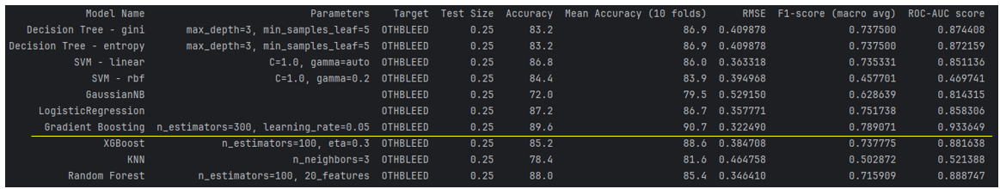 Model Name Parameters Target Test Size Accuracy Mean Accuracy (10 folds) RMSE F1-score (macro avg) ROC-AUC score
Decision Tree - gini max_depth=3, min_samples_leaf=5 OTHBLEED 0.25 83.2 86.9 0.409878 0.737500 0.874408
Decision Tree - entropy max_depth=3, min_samples_leaf=5 OTHBLEED 0.25 83.2 86.9 0.409878 0.737500 0.872159
SVM - linear C=1.0, gamma=auto OTHBLEED 0.25 86.8 86.0 0.363318 0.735331 0.851136
SVM - rbf C=1.0, gamma=0.2 OTHBLEED 0.25 84.4 83.9 0.394968 0.457701 0.469741
GaussianNB OTHBLEED 0.25 72.0 79.5 0.529150 0.628639 0.814315
LogisticRegression OTHBLEED 0.25 87.2 86.7 0.357771 0.751738 0.858306
Gradient Boosting n_estimators=300, learning_rate=0.05 OTHBLEED 0.25 89.6 90.7 0.322490 0.789071 0.933649
XGBoost n_estimators=100, eta=0.3 OTHBLEED 0.25 85.2 88.6 0.384708 0.737775 0.881638
KNN n_neighbors=3 OTHBLEED 0.25 78.4 81.6 0.464758 0.502872 0.521388
Random Forest n_estimators=100, 20_features OTHBLEED 0.25 88.0 85.4 0.346410 0.715909 0.888747